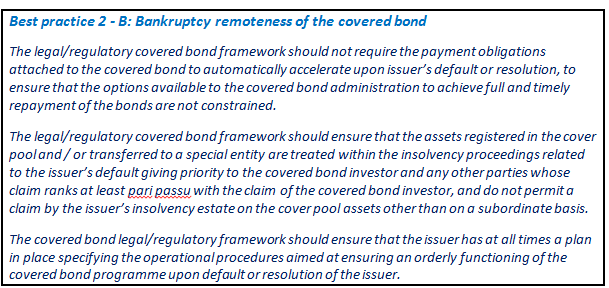 Best practice 2 - B: Bankruptcy remoteness of the covered bond
The legal/regulatory covered bond framework should not require the payment obligations
attached to the covered bond to automatically accelerate upon issuer's default or resolution, to
ensure that the options available to the covered bond administration to achieve full and timely
repayment of the bonds are not constrained.
The legal/regulatory covered bond framework should ensure that the assets registered in the cover
pool and / or transferred to a special entity are treated within the insolvency proceedings related
to the issuer's default giving priority to the covered bond investor and any other parties whose
claim ranks at least pari passu with the claim of the covered bond investor, and do not permit a
claim by the issuer's insolvency estate on the cover pool assets other than on a subordinate basis.
The covered bond legal/regulatory framework should ensure that the issuer has at all times a plan
in place specifying the operational procedures aimed at ensuring an orderly functioning of the
covered bond programme upon default or resolution of the issuer.